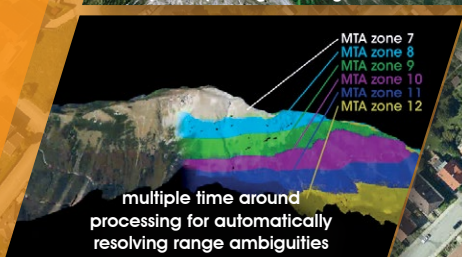 MTA zone 7
MTA zone 8
MTA zone 9
MTA zone 10
MTA zone 11
MTA zone 12
multiple time around
processing for automatically
resolving range ambiguities